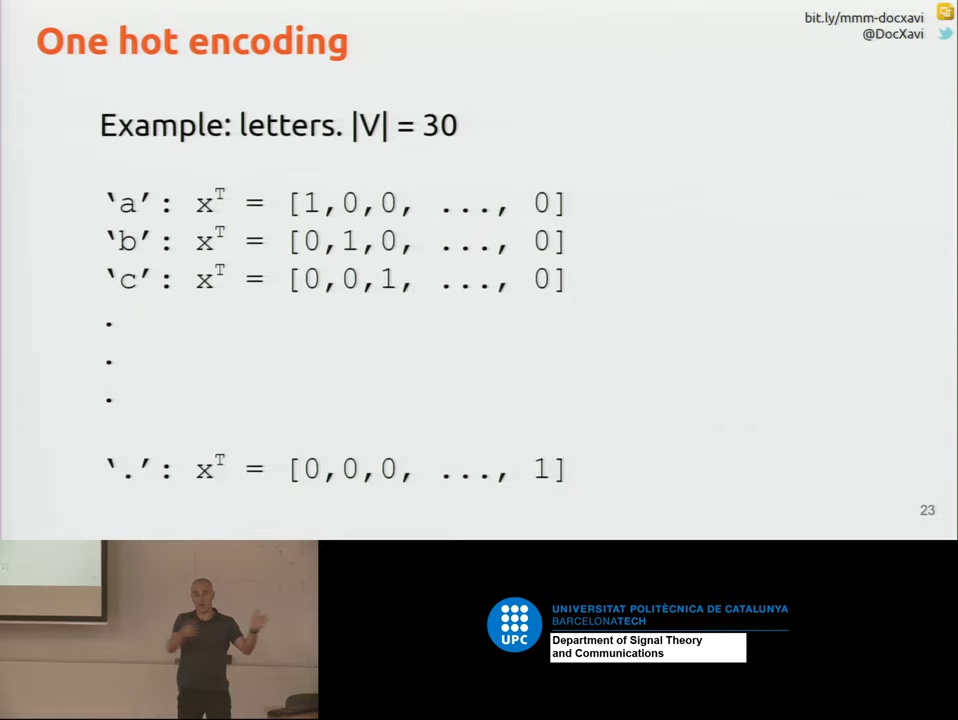 One hot encoding
bit.ly/mmm-docxavi
@DocXavi
Example: letters. |V| = 30
‘a’: xᵀ = [1,0,0, ..., 0]
‘b’: xᵀ = [0,1,0, ..., 0]
‘c’: xᵀ = [0,0,1, ..., 0]
.
.
.
‘.’: xᵀ = [0,0,0, ..., 1]
23
UPC
UNIVERSITAT POLITÈCNICA DE CATALUNYA
BARCELONATECH
Department of Signal Theory
and Communications